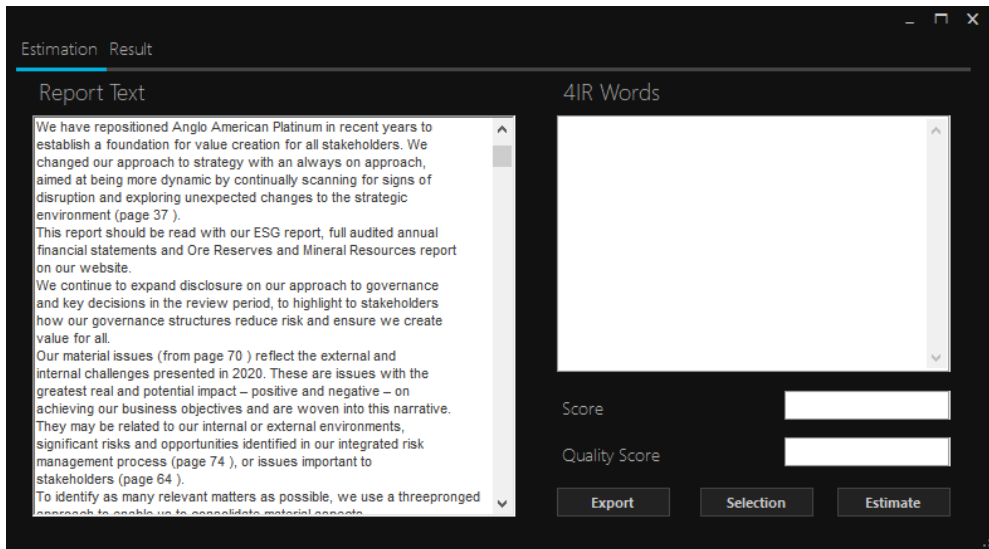 Estimation Result
Report Text
We have repositioned Anglo American Platinum in recent years to
establish a foundation for value creation for all stakeholders. We
changed our approach to strategy with an always on approach,
aimed at being more dynamic by continually scanning for signs of
disruption and exploring unexpected changes to the strategic
environment (page 37 ).
This report should be read with our ESG report, full audited annual
financial statements and Ore Reserves and Mineral Resources report
on our website.
We continue to expand disclosure on our approach to governance
and key decisions in the review period, to highlight to stakeholders
how our governance structures reduce risk and ensure we create
value for all.
Our material issues (from page 70 ) reflect the external and
internal challenges presented in 2020. These are issues with the
greatest real and potential impact – positive and negative – on
achieving our business objectives and are woven into this narrative.
They may be related to our internal or external environments,
significant risks and opportunities identified in our integrated risk
management process (page 74 ), or issues important to
stakeholders (page 64 ).
To identify as many relevant matters as possible, we use a threepronged
approach to enable us to consolidate material aspects
4IR Words
Score
Quality Score
Export Selection Estimate